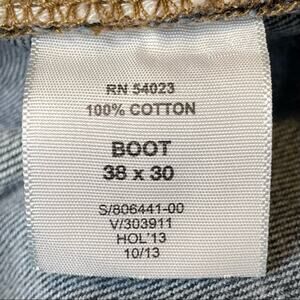 RN 54023
100% COTTON
BOOT
38 x 30
S/806441-00
V/303911
HOL'13
10/13